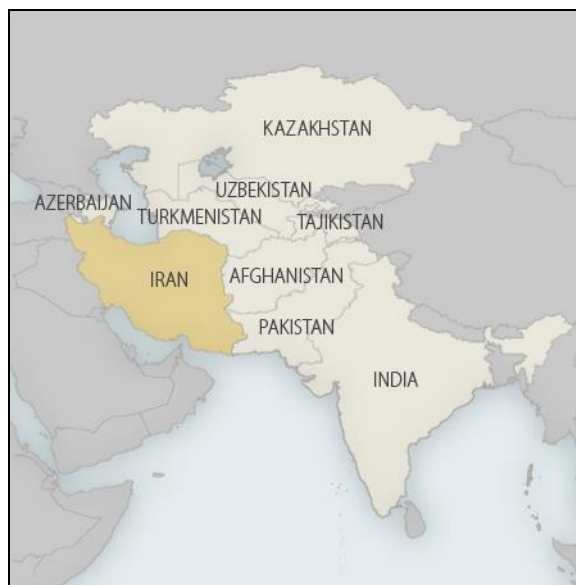 KAZAKHSTAN
UZBEKISTAN
AZERBAIJAN
TURKMENISTAN
TAJIKISTAN
IRAN
AFGHANISTAN
PAKISTAN
INDIA